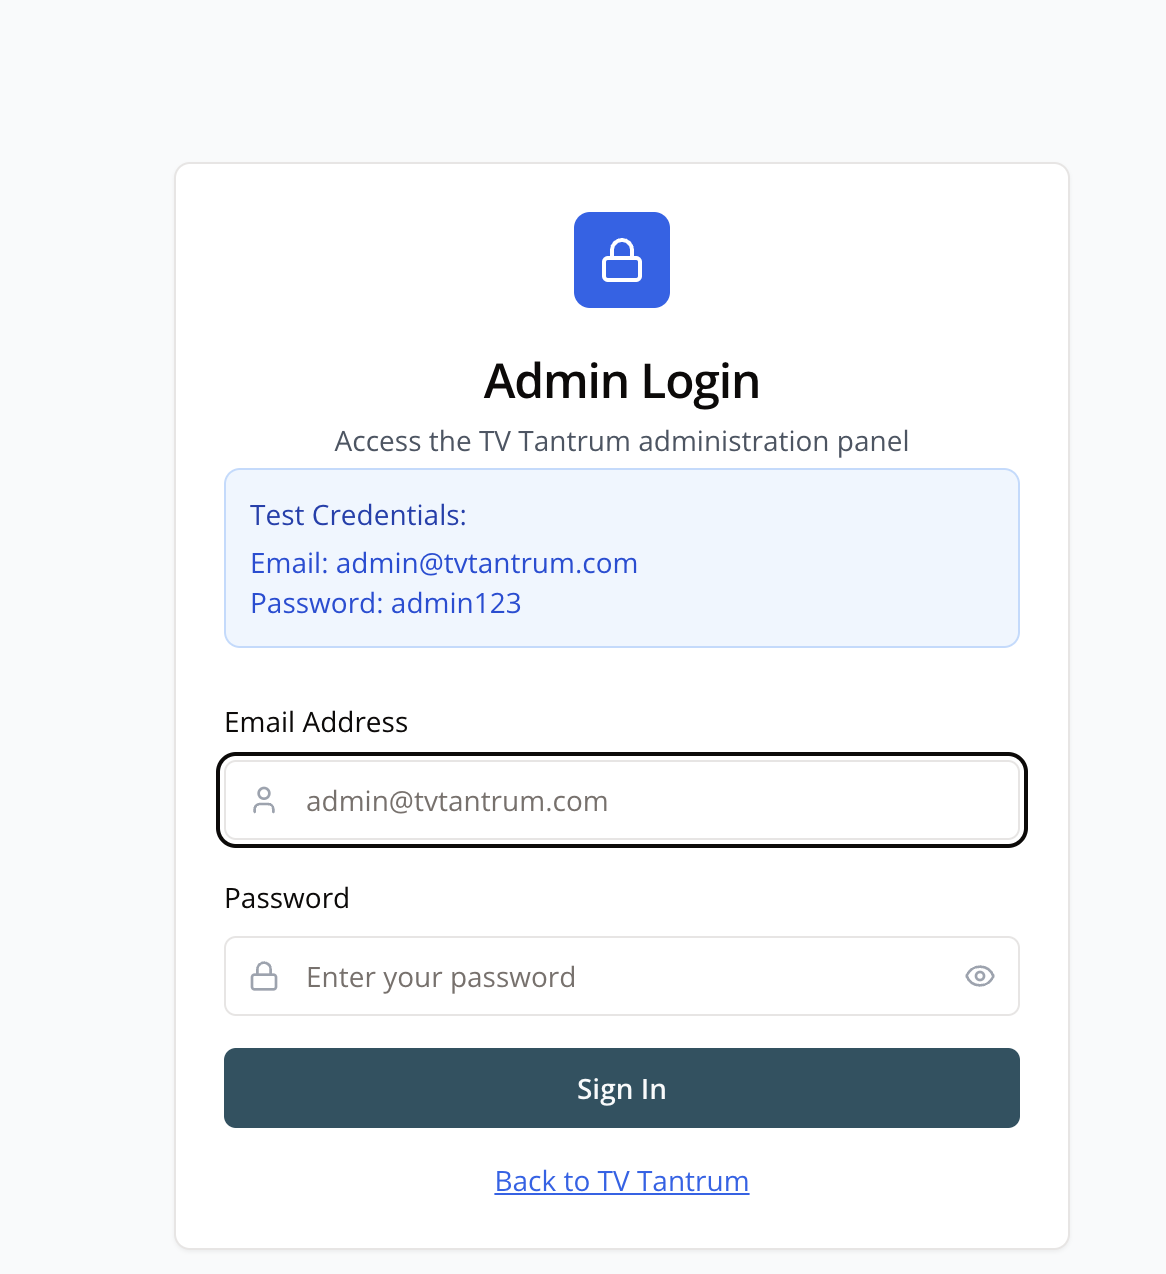 Admin Login
Access the TV Tantrum administration panel
Test Credentials:
Email: admin@tvtantrum.com
Password: admin123
Email Address
admin@tvtantrum.com
Password
Enter your password
Sign In
Back to TV Tantrum